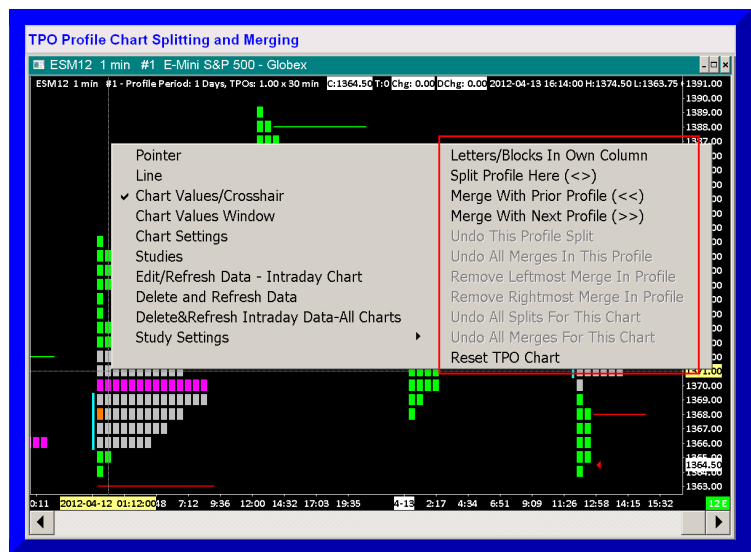 TPO Profile Chart Splitting and Merging
ESM12 1 min #1 E-Mini S&P 500 - Globex
ESM12 1 min #1 - Profile Period: 1 Days, TPOs: 1.00 x 30 min C:1364.50 T:0 Chg: 0.00 DChg: 0.00 2012-04-13 16:14:00 H:1374.50 L:1363.75
1391.00
1390.00
1389.00
1388.00
1387.00
Pointer
Line
Chart Values/Crosshair
Chart Values Window
Chart Settings
Studies
Edit/Refresh Data - Intraday Chart
Delete and Refresh Data
Delete&Refresh Intraday Data-All Charts
Study Settings
Letters/Blocks In Own Column
Split Profile Here (<>)
Merge With Prior Profile (<<)
Merge With Next Profile (>>)
Undo This Profile Split
Undo All Merges In This Profile
Remove Leftmost Merge In Profile
Remove Rightmost Merge In Profile
Undo All Splits For This Chart
Undo All Merges For This Chart
Reset TPO Chart
1371.00
1370.00
1369.00
1368.00
1367.00
1366.00
1364.50
1363.00
0:11 2012-04-12 01:12:00 48 7:12 9:36 12:00 14:32 17:03 19:35 4-13 2:17 4:34 6:51 9:09 11:26 12:58 14:15 15:32 12 E